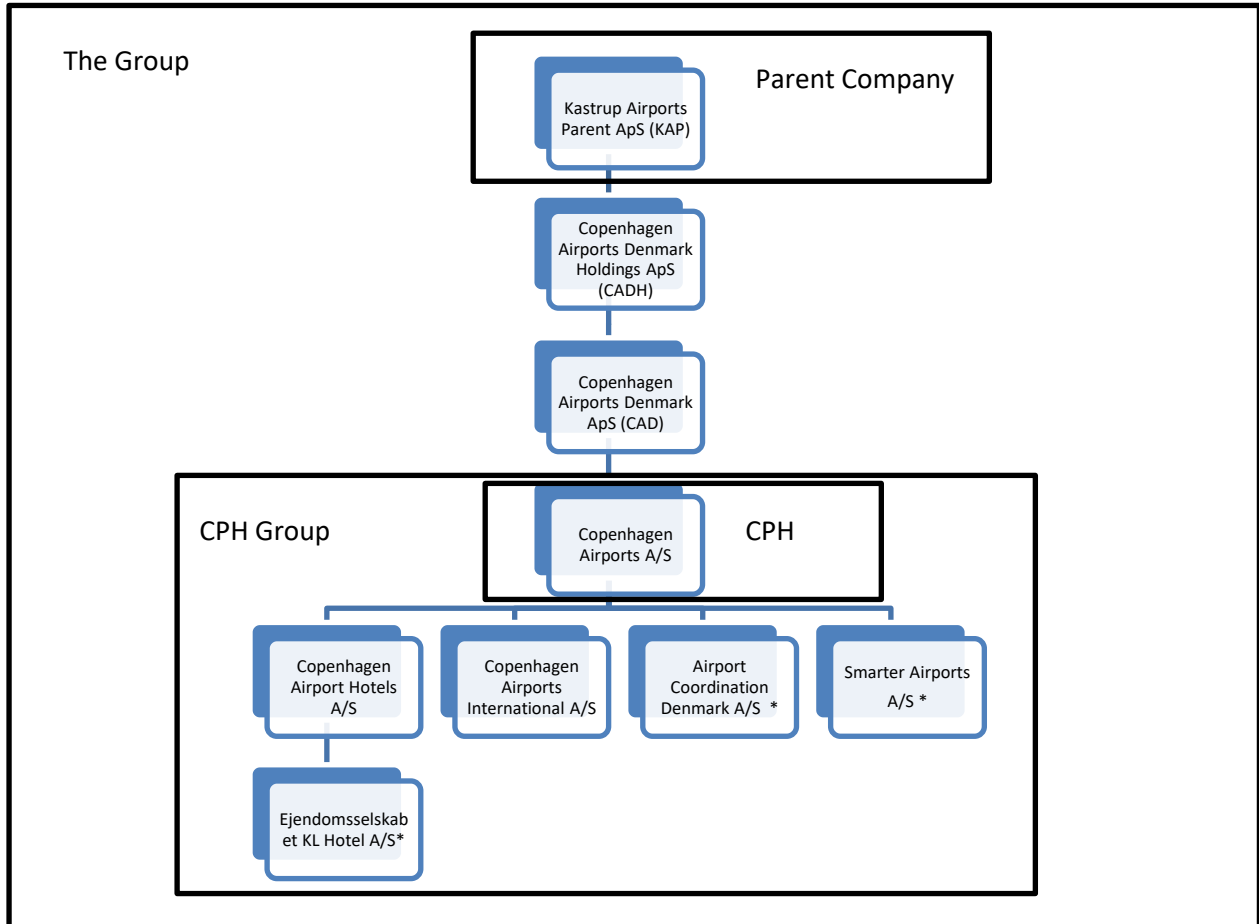 The Group
Parent Company
Kastrup Airports
Parent ApS (KAP)
Copenhagen
Airports Denmark
Holdings ApS
(CADH)
Copenhagen
Airports Denmark
ApS (CAD)
CPH Group
CPH
Copenhagen
Airports A/S
Copenhagen
Airport Hotels
A/S
Copenhagen
Airports
International A/S
Airport
Coordination
Denmark A/S *
Smarter Airports
A/S *
Ejendomsselskab
et KL Hotel A/S*